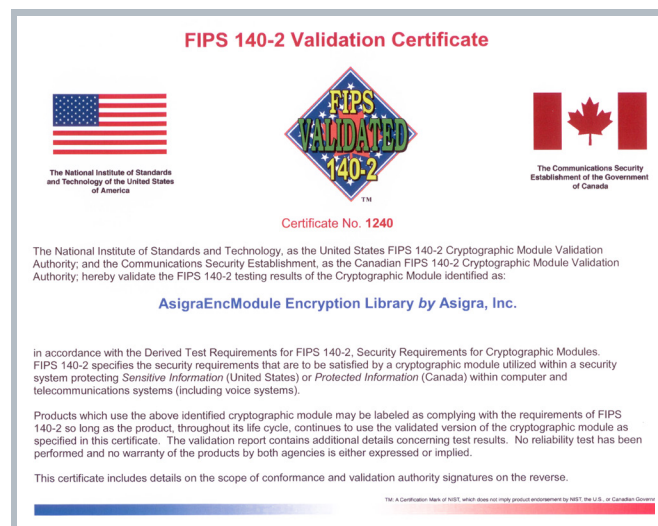 FIPS 140-2 Validation Certificate
FIPS
VALIDATED
140-2
TM
The National Institute of Standards
and Technology of the United States
of America
The Communications Security
Establishment of the Government
of Canada
Certificate No. 1240
The National Institute of Standards and Technology, as the United States FIPS 140-2 Cryptographic Module Validation
Authority; and the Communications Security Establishment, as the Canadian FIPS 140-2 Cryptographic Module Validation
Authority; hereby validate the FIPS 140-2 testing results of the Cryptographic Module identified as:
AsigraEncModule Encryption Library by Asigra, Inc.
in accordance with the Derived Test Requirements for FIPS 140-2, Security Requirements for Cryptographic Modules.
FIPS 140-2 specifies the security requirements that are to be satisfied by a cryptographic module utilized within a security
system protecting Sensitive Information (United States) or Protected Information (Canada) within computer and
telecommunications systems (including voice systems).
Products which use the above identified cryptographic module may be labeled as complying with the requirements of FIPS
140-2 so long as the product, throughout its life cycle, continues to use the validated version of the cryptographic module as
specified in this certificate. The validation report contains additional details concerning test results. No reliability test has been
performed and no warranty of the products by both agencies is either expressed or implied.
This certificate includes details on the scope of conformance and validation authority signatures on the reverse.
TM: A Certification Mark of NIST, which does not imply product endorsement by NIST, the U.S., or Canadian Governm